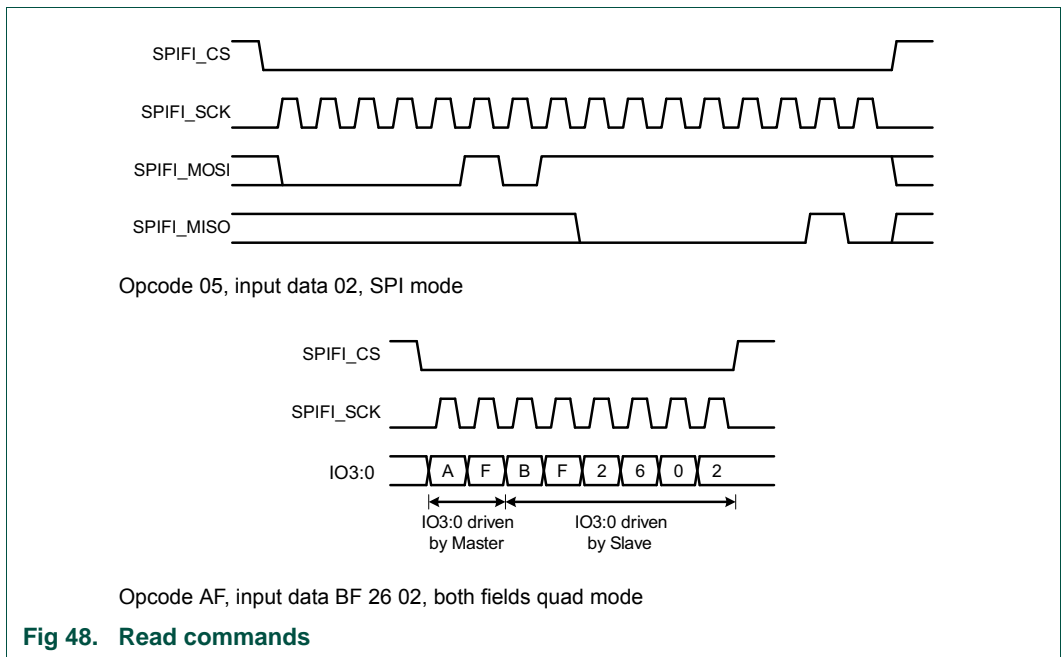 SPIFI_CS
SPIFI_SCK
SPIFI_MOSI
SPIFI_MISO
Opcode 05, input data 02, SPI mode
SPIFI_CS
SPIFI_SCK
IO3:0 A F B F 2 6 0 2
IO3:0 driven by Master
IO3:0 driven by Slave
Opcode AF, input data BF 26 02, both fields quad mode
Fig 48. Read commands